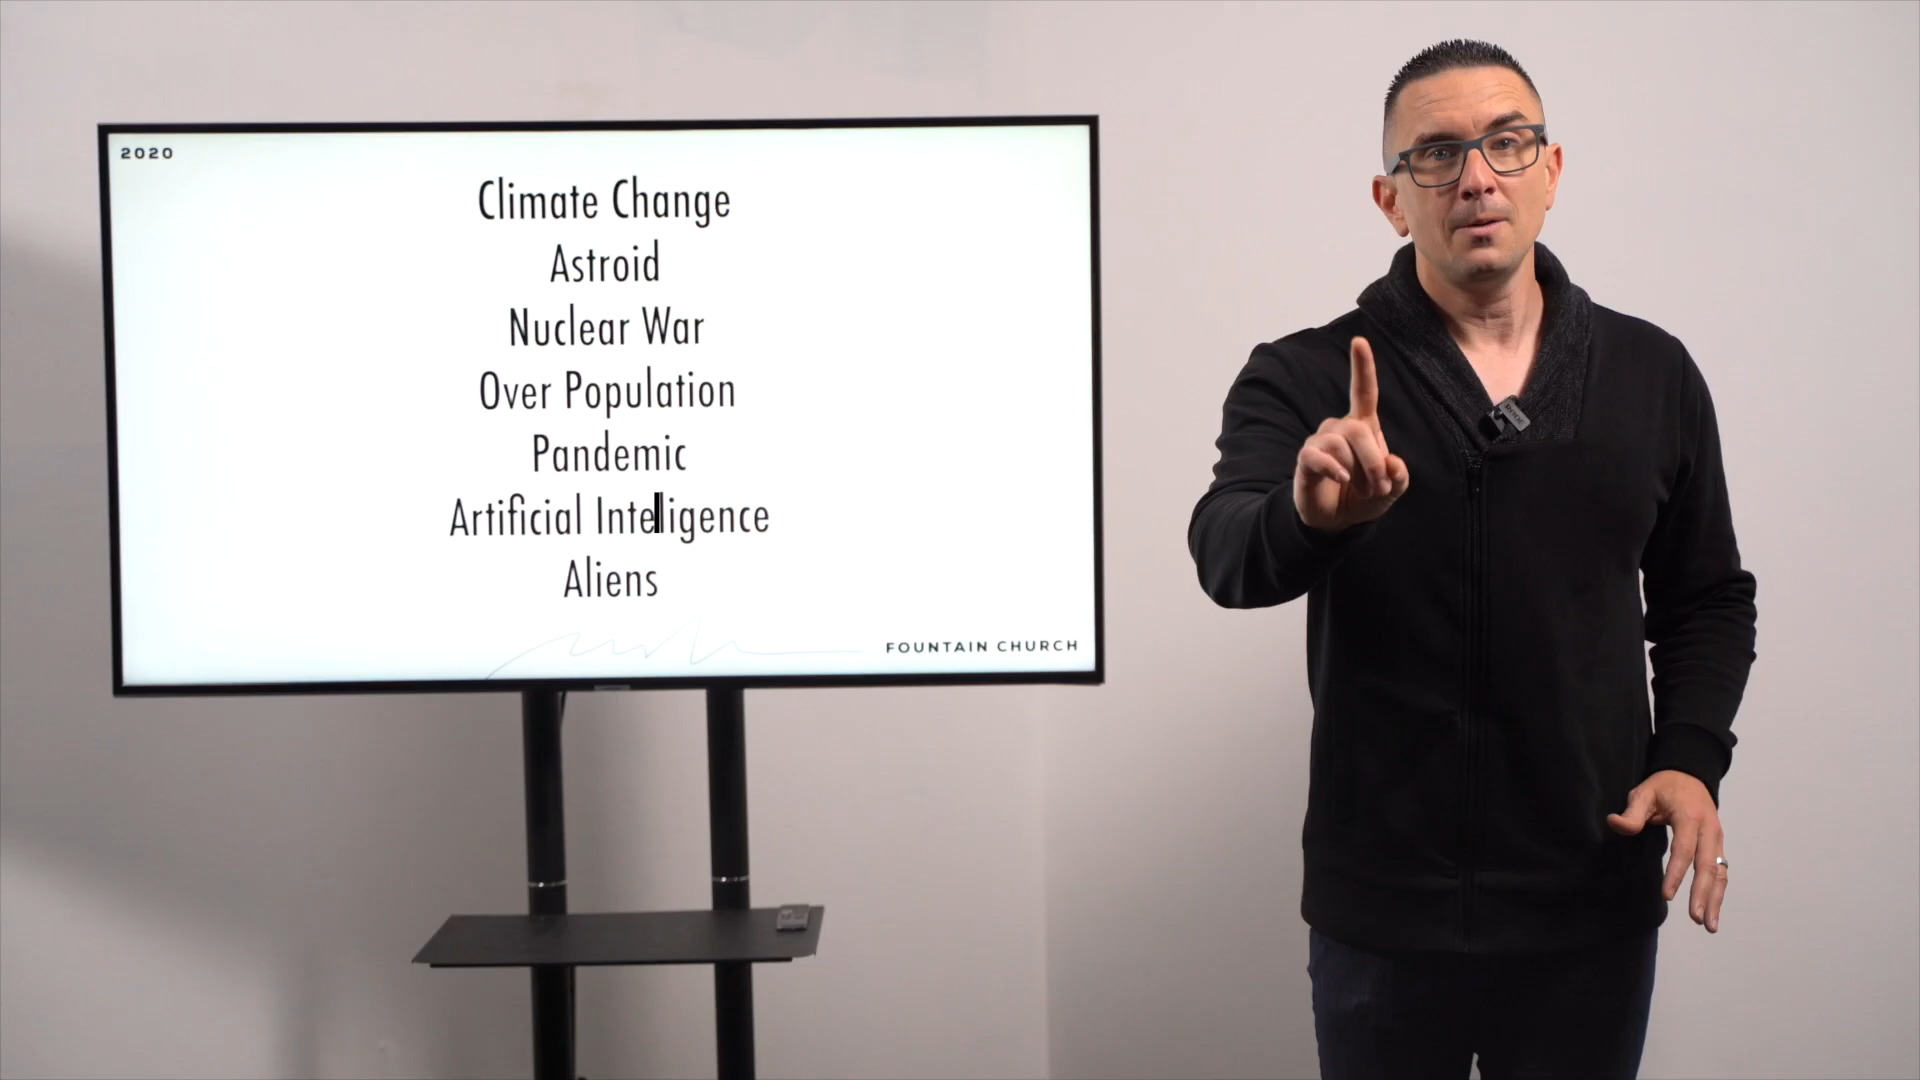 2020
Climate Change
Astroid
Nuclear War
Over Population
Pandemic
Artificial Intelligence
Aliens
FOUNTAIN CHURCH